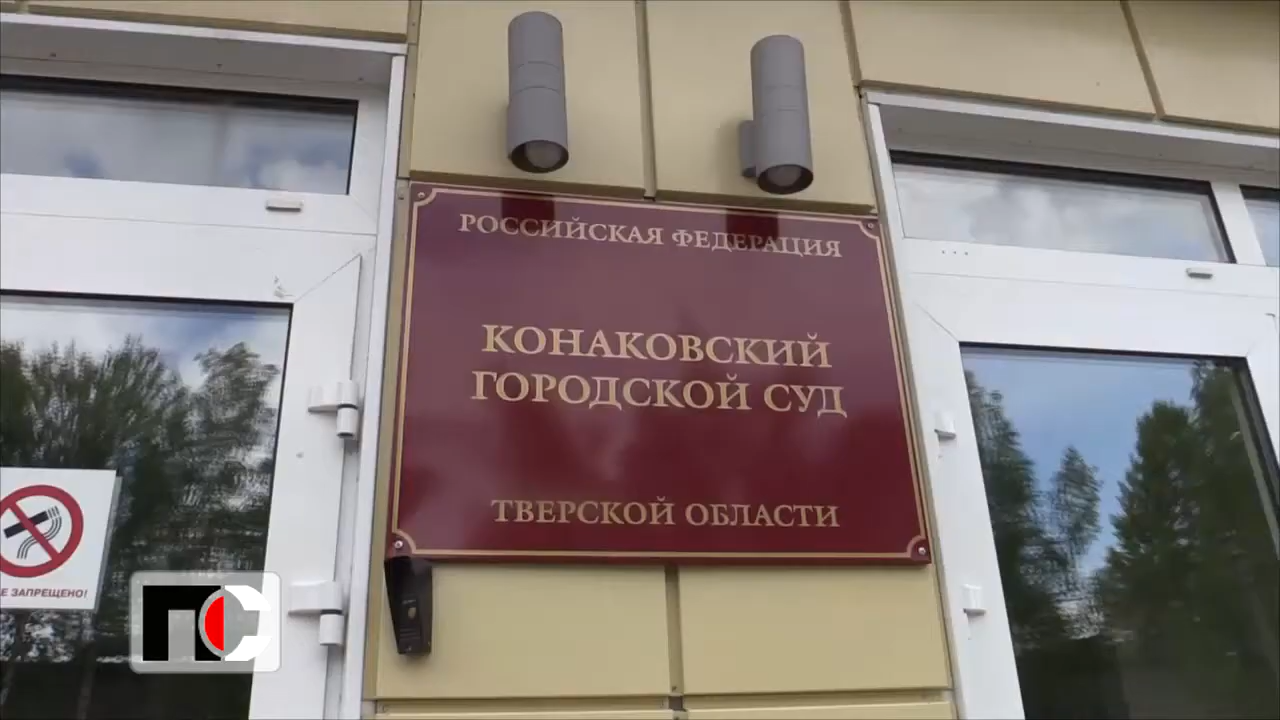 РОССИЙСКАЯ ФЕДЕРАЦИЯ
КОНАКОВСКИЙ
ГОРОДСКОЙ СУД
ТВЕРСКОЙ ОБЛАСТИ
ЗАПРЕЩЕНО!
ПС